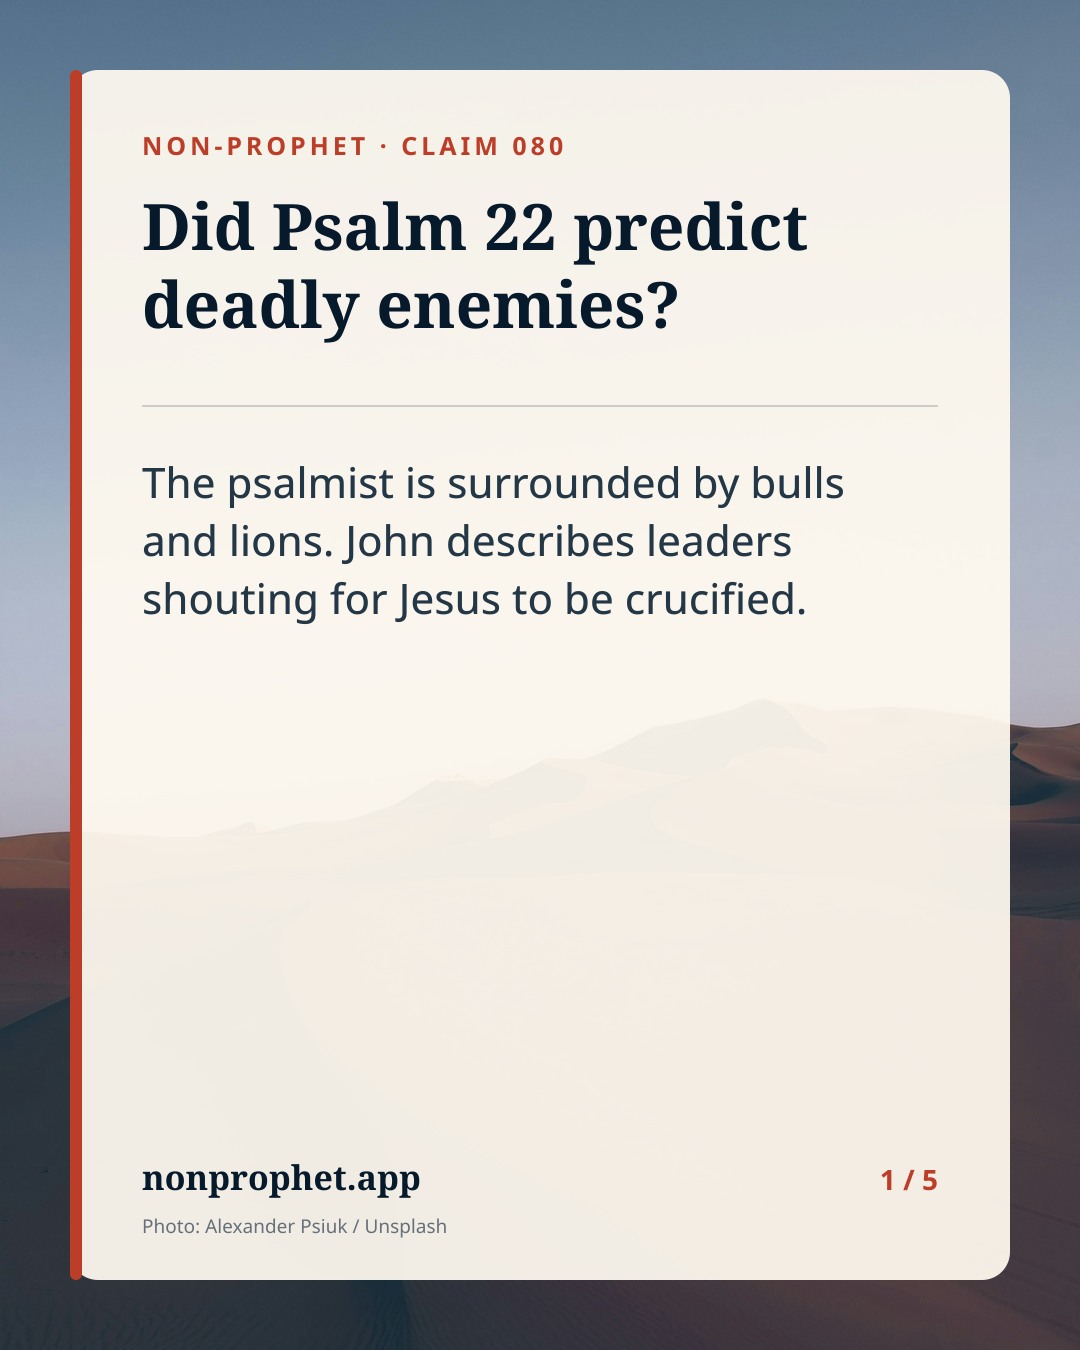 NON-PROPHET · CLAIM 080
Did Psalm 22 predict
deadly enemies?
The psalmist is surrounded by bulls
and lions. John describes leaders
shouting for Jesus to be crucified.
nonprophet.app
1 / 5
Photo: Alexander Psiuk / Unsplash